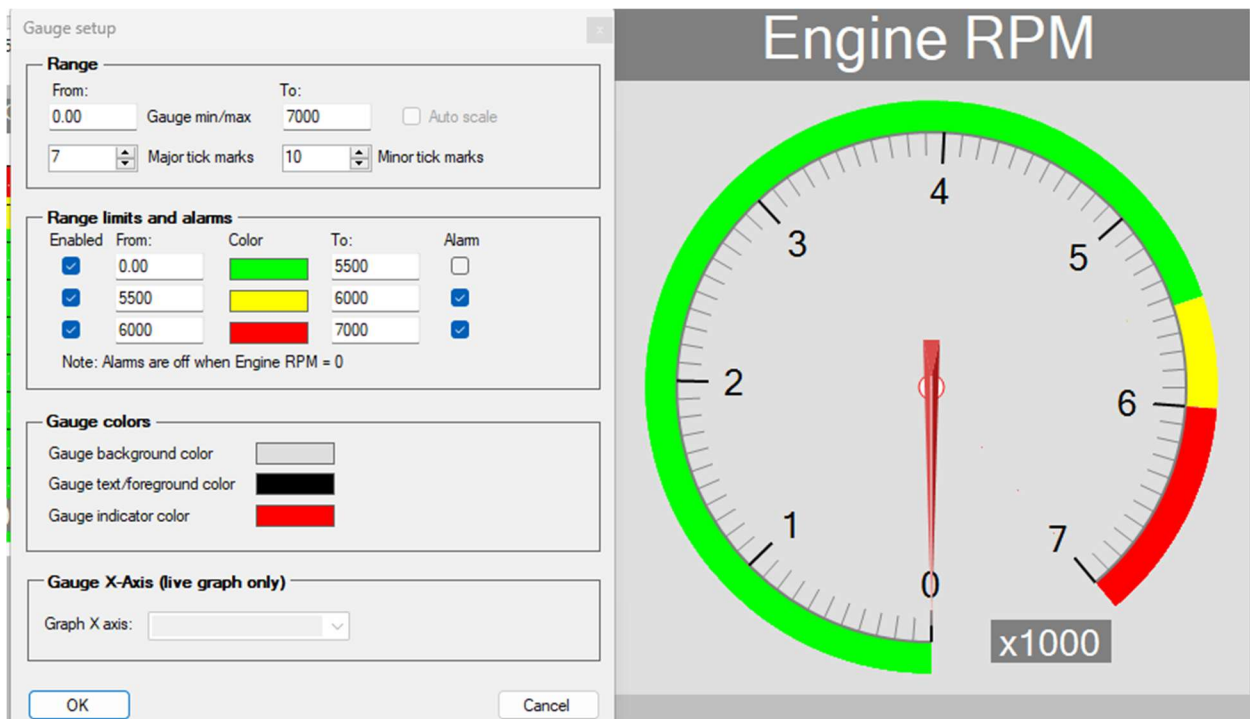 Gauge setup
x
Range
From: To:
0.00 Gauge min/max 7000 Auto scale
7 Major tick marks 10 Minor tick marks
Range limits and alarms
Enabled From: Color To: Alarm
0.00 5500
5500 6000
6000 7000
Note: Alarms are off when Engine RPM = 0
Gauge colors
Gauge background color
Gauge text/foreground color
Gauge indicator color
Gauge X-Axis (live graph only)
Graph X axis:
OK Cancel
Engine RPM
0
1
2
3
4
5
6
7
x1000